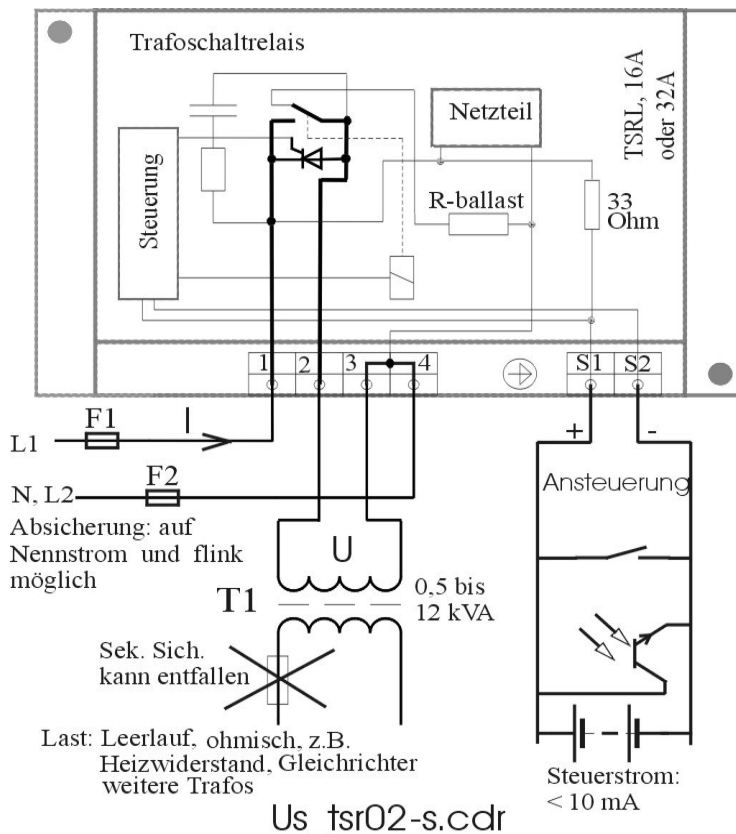 Trafoschaltrelais
TSRL, 16A
oder 32A
Netzteil
Steuerung
R-ballast
33
Ohm
1 2 3 4
S1 S2
F1
I
L1
+ -
F2
N, L2
Ansteuerung
Absicherung: auf
Nennstrom und flink
möglich
U
T1
0,5 bis
12 kVA
Sek. Sich.
kann entfallen
Last: Leerlauf, ohmisch, z.B.
Heizwiderstand, Gleichrichter
weitere Trafos
Steuerstrom:
< 10 mA
Us tsr02-s.cdr